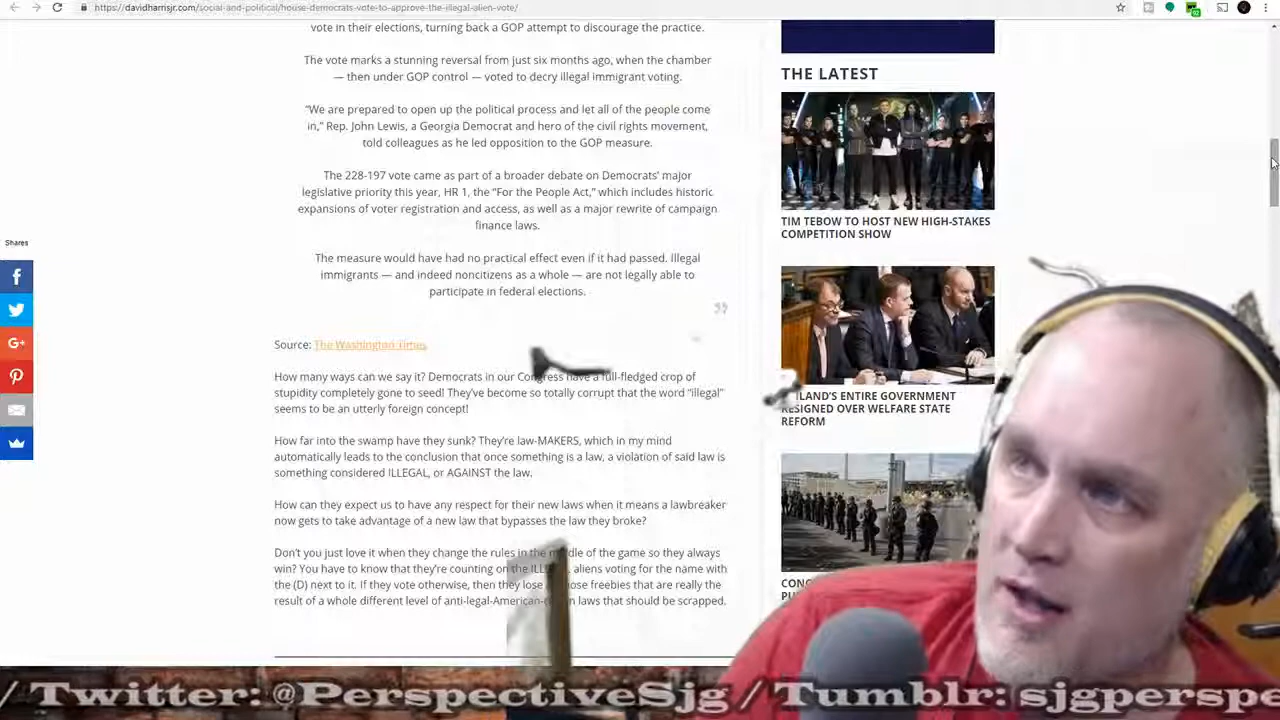 https://davidharrisjr.com/social-and-political/house-democrats-vote-to-approve-the-illegal-alien-vote/
vote in their elections, turning back a GOP attempt to discourage the practice.
The vote marks a stunning reversal from just six months ago, when the chamber
— then under GOP control — voted to decry illegal immigrant voting.
“We are prepared to open up the political process and let all of the people come
in,” Rep. John Lewis, a Georgia Democrat and hero of the civil rights movement,
told colleagues as he led opposition to the GOP measure.
The 228-197 vote came as part of a broader debate on Democrats’ major
legislative priority this year, HR 1, the “For the People Act,” which includes historic
expansions of voter registration and access, as well as a major rewrite of campaign
finance laws.
The measure would have had no practical effect even if it had passed. Illegal
immigrants — and indeed noncitizens as a whole — are not legally able to
participate in federal elections.
Source: The Washington Times
How many ways can we say it? Democrats in our Congress have a full-fledged crop of
stupidity completely gone to seed! They’ve become so totally corrupt that the word “illegal”
seems to be an utterly foreign concept!
How far into the swamp have they sunk? They’re law-MAKERS, which in my mind
automatically leads to the conclusion that once something is a law, a violation of said law is
something considered ILLEGAL, or AGAINST the law.
How can they expect us to have any respect for their new laws when it means a lawbreaker
now gets to take advantage of a new law that bypasses the law they broke?
Don’t you just love it when they change the rules in the middle of the game so they always
win? You have to know that they’re counting on the aliens voting for the name with
the (D) next to it. If they vote otherwise, then they lose those freebies that are really the
result of a whole different level of laws that should be scrapped.
Shares
THE LATEST
TIM TEBOW TO HOST NEW HIGH-STAKES
COMPETITION SHOW
LAND’S ENTIRE GOVERNMENT
RESIGNED OVER WELFARE STATE
REFORM
92
/ Twitter: @PerspectiveSjg / Tumblr: sjgperspe